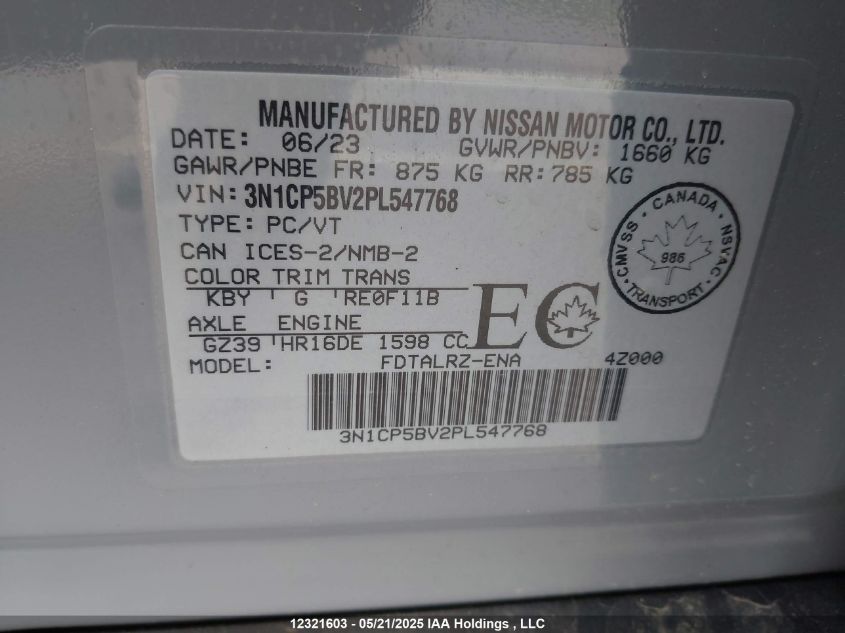 MANUFACTURED BY NISSAN MOTOR CO., LTD.
DATE: 06/23 GVWR/PNBV: 1660 KG
GAWR/PNBE FR: 875 KG RR: 785 KG
VIN: 3N1CP5BV2PL547768
TYPE: PC/VT
CAN ICES-2/NMB-2
COLOR TRIM TRANS
KBY G RE0F11B
AXLE ENGINE
GZ39 HR16DE 1598 CC
EC
MODEL: FDTALRZ-ENA 4Z000
3N1CP5BV2PL547768
CMVSS · CANADA · NSVAC · TRANSPORT ·
986
12321603 - 05/21/2025 IAA Holdings , LLC